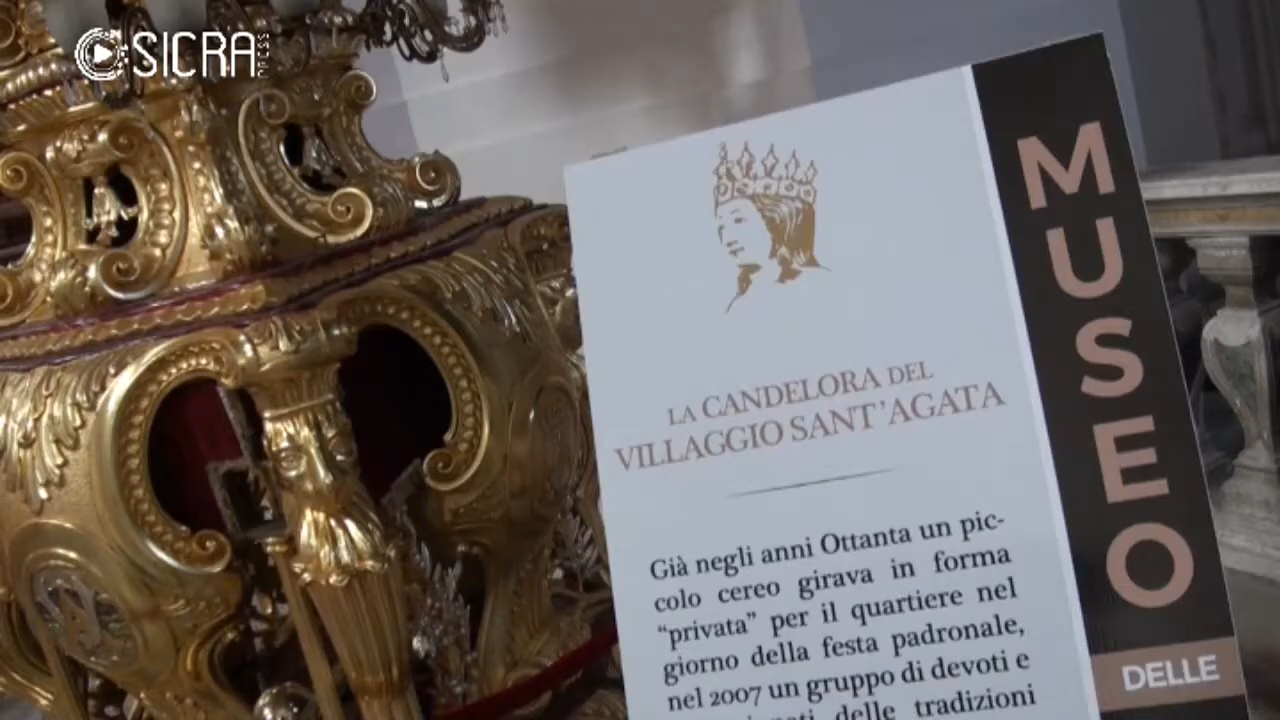 SICRA
PRESS
LA CANDELORA DEL
VILLAGGIO SANT'AGATA
Già negli anni Ottanta un pic-
colo cereo girava in forma
“privata” per il quartiere nel
giorno della festa padronale,
nel 2007 un gruppo di devoti e
delle tradizioni
MUSEO
DELLE